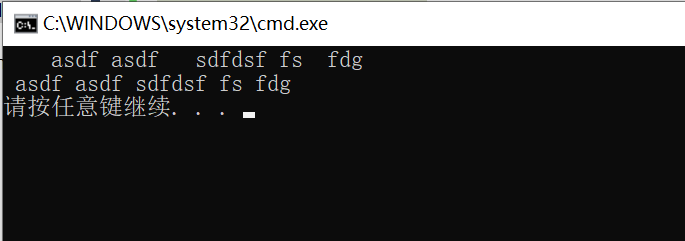 C:\WINDOWS\system32\cmd.exe
    asdf asdf   sdfdsf fs  fdg
 asdf asdf sdfdsf fs fdg
请按任意键继续. . .